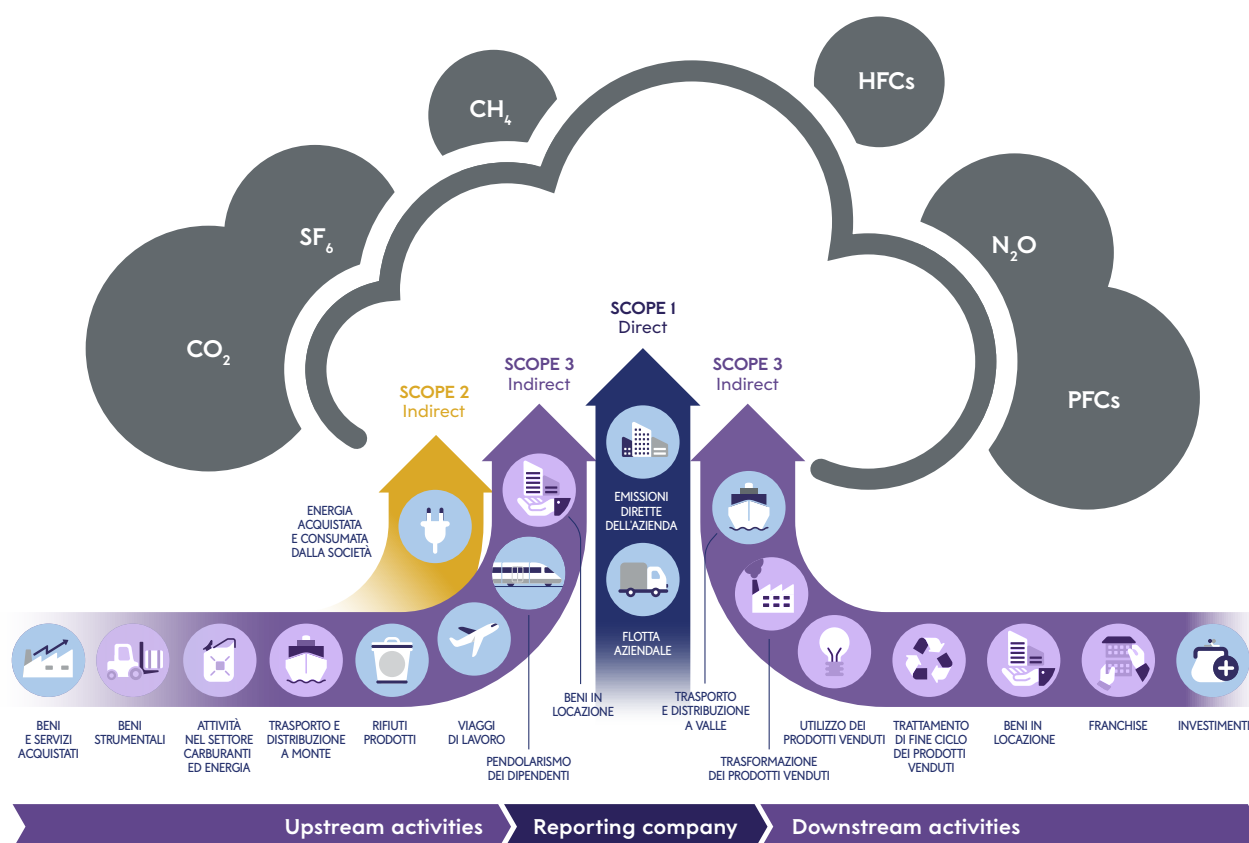 HFCs
CH₄
SF₆
N₂O
CO₂
PFCs
SCOPE 1
Direct
SCOPE 3
Indirect
SCOPE 3
Indirect
SCOPE 2
Indirect
ENERGIA
ACQUISTATA
E CONSUMATA
DALLA SOCIETÀ
EMISSIONI
DIRETTE
DELL'AZIENDA
FLOTTA
AZIENDALE
BENI
E SERVIZI
ACQUISTATI
BENI
STRUMENTALI
ATTIVITÀ
NEL SETTORE
CARBURANTI
ED ENERGIA
TRASPORTO E
DISTRIBUZIONE
A MONTE
RIFIUTI
PRODOTTI
VIAGGI
DI LAVORO
PENDOLARISMO
DEI DIPENDENTI
BENI IN
LOCAZIONE
TRASPORTO
E DISTRIBUZIONE
A VALLE
TRASFORMAZIONE
DEI PRODOTTI VENDUTI
UTILIZZO DEI
PRODOTTI VENDUTI
TRATTAMENTO
DI FINE CICLO
DEI PRODOTTI
VENDUTI
BENI IN
LOCAZIONE
FRANCHISE
INVESTIMENTI
Upstream activities
Reporting company
Downstream activities